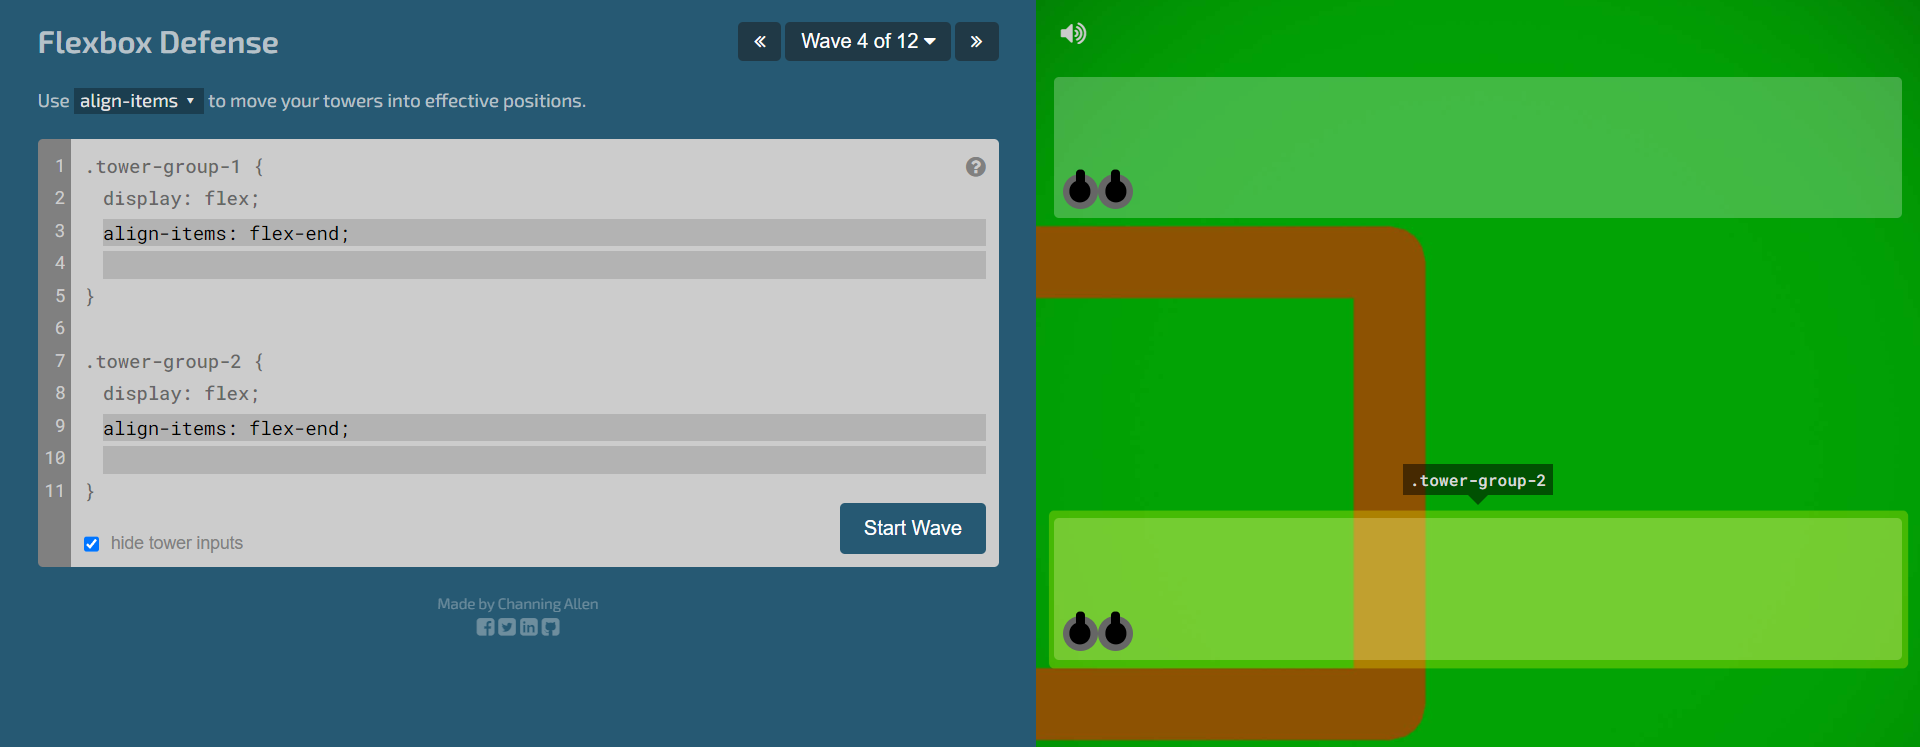 Flexbox Defense
« Wave 4 of 12 »
Use align-items to move your towers into effective positions.
1 .tower-group-1 {
2 display: flex;
3 align-items: flex-end;
4
5 }
6
7 .tower-group-2 {
8 display: flex;
9 align-items: flex-end;
10
11 }
hide tower inputs
Start Wave
Made by Channing Allen
.tower-group-2